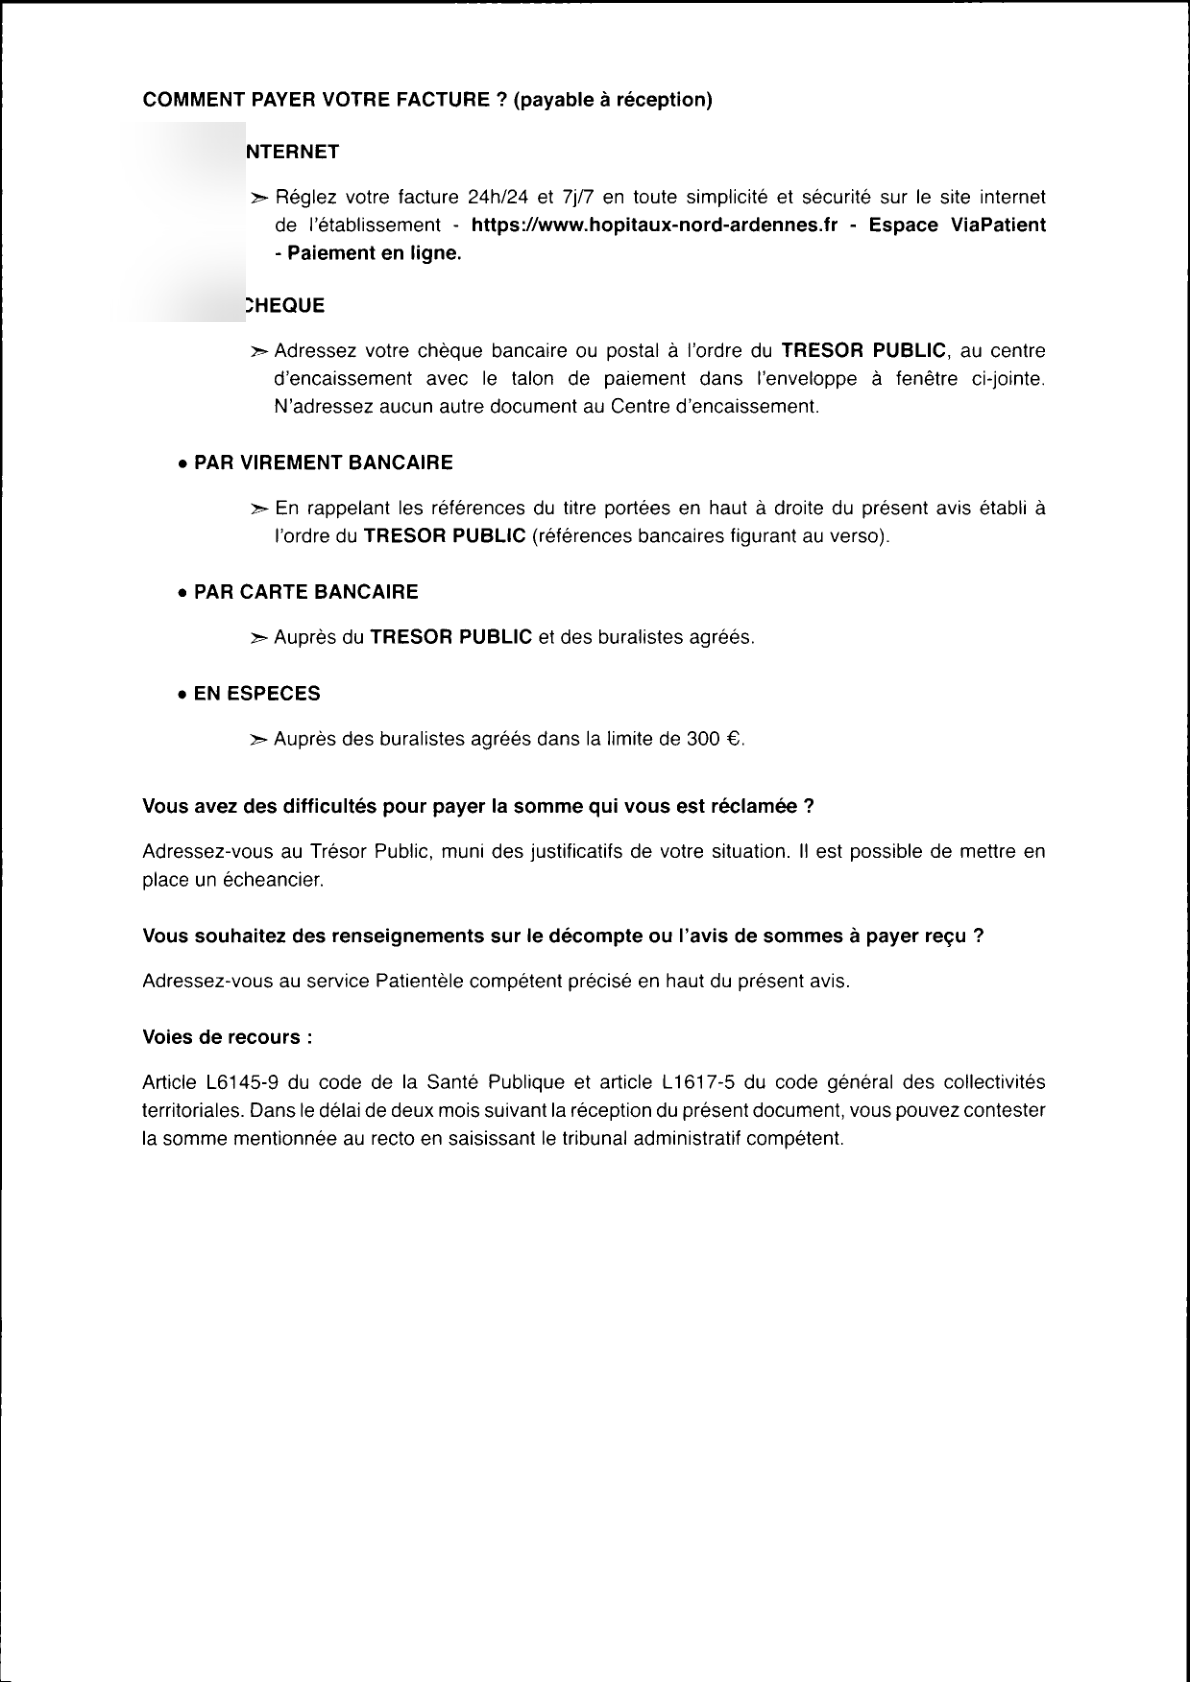 COMMENT PAYER VOTRE FACTURE ? (payable à réception)
NTERNET
➢ Réglez votre facture 24h/24 et 7j/7 en toute simplicité et sécurité sur le site internet
de l'établissement - https://www.hopitaux-nord-ardennes.fr - Espace ViaPatient
- Paiement en ligne.
CHEQUE
➢ Adressez votre chèque bancaire ou postal à l'ordre du TRESOR PUBLIC, au centre
d'encaissement avec le talon de paiement dans l'enveloppe à fenêtre ci-jointe.
N'adressez aucun autre document au Centre d'encaissement.
• PAR VIREMENT BANCAIRE
➢ En rappelant les références du titre portées en haut à droite du présent avis établi à
l'ordre du TRESOR PUBLIC (références bancaires figurant au verso).
• PAR CARTE BANCAIRE
➢ Auprès du TRESOR PUBLIC et des buralistes agréés.
• EN ESPECES
➢ Auprès des buralistes agréés dans la limite de 300 €.
Vous avez des difficultés pour payer la somme qui vous est réclamée ?
Adressez-vous au Trésor Public, muni des justificatifs de votre situation. Il est possible de mettre en
place un écheancier.
Vous souhaitez des renseignements sur le décompte ou l'avis de sommes à payer reçu ?
Adressez-vous au service Patientèle compétent précisé en haut du présent avis.
Voies de recours :
Article L6145-9 du code de la Santé Publique et article L1617-5 du code général des collectivités
territoriales. Dans le délai de deux mois suivant la réception du présent document, vous pouvez contester
la somme mentionnée au recto en saisissant le tribunal administratif compétent.